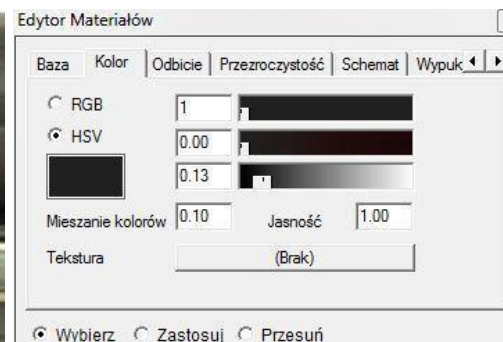 Edytor Materiałów
Baza Kolor Odbicie Przezroczystość Schemat Wypuk
RGB 1
HSV 0.00
0.13
Mieszanie kolorów 0.10 Jasność 1.00
Tekstura (Brak)
Wybierz Zastosuj Przesuń